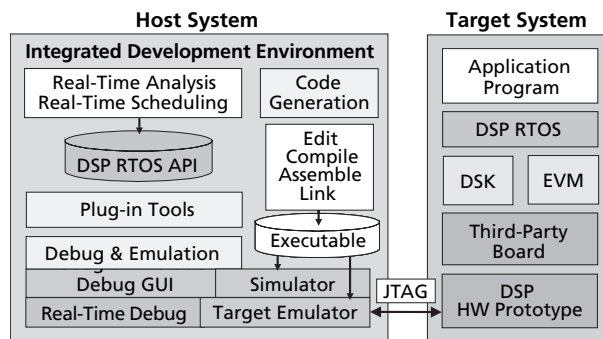 Host System
Target System
Integrated Development Environment
Real-Time Analysis
Real-Time Scheduling
Code
Generation
DSP RTOS API
Edit
Compile
Assemble
Link
Plug-in Tools
Executable
Debug & Emulation
Debug GUI
Simulator
Real-Time Debug
Target Emulator
JTAG
Application
Program
DSP RTOS
DSK
EVM
Third-Party
Board
DSP
HW Prototype